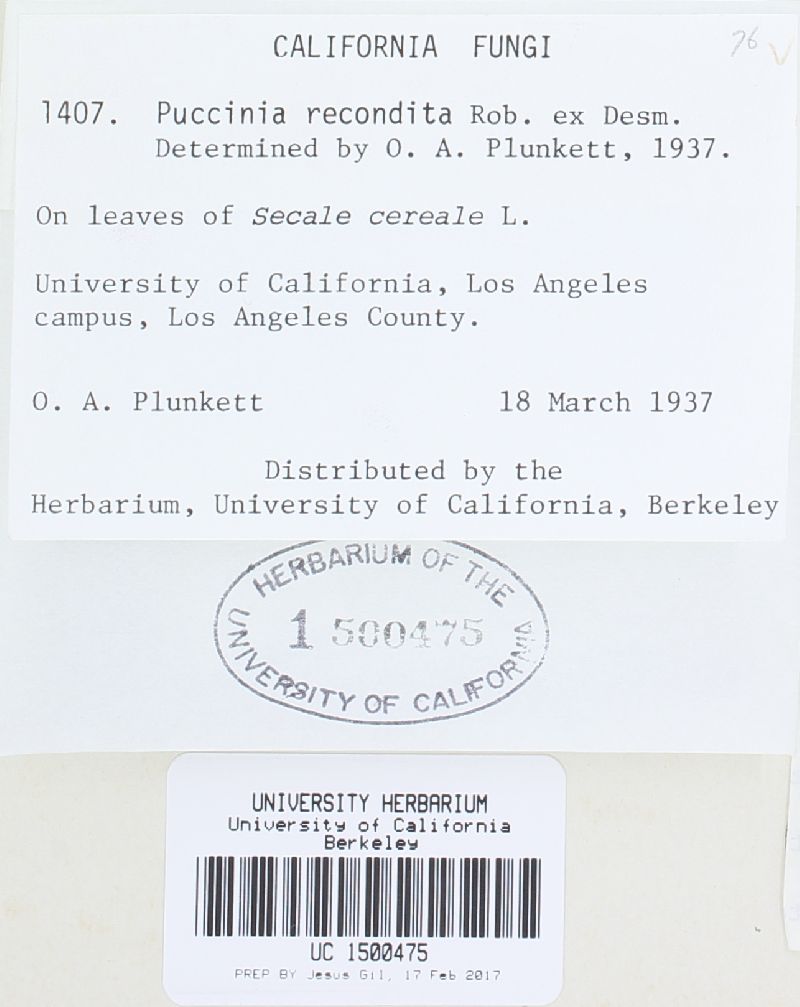 CALIFORNIA FUNGI
76
1407. Puccinia recondita Rob. ex Desm.
Determined by O. A. Plunkett, 1937.
On leaves of Secale cereale L.
University of California, Los Angeles
campus, Los Angeles County.
O. A. Plunkett 18 March 1937
Distributed by the
Herbarium, University of California, Berkeley
HERBARIUM OF THE
1500475
UNIVERSITY OF CALIFORNIA
UNIVERSITY HERBARIUM
University of California
Berkeley
UC 1500475
PREP BY Jesus Gil, 17 Feb 2017